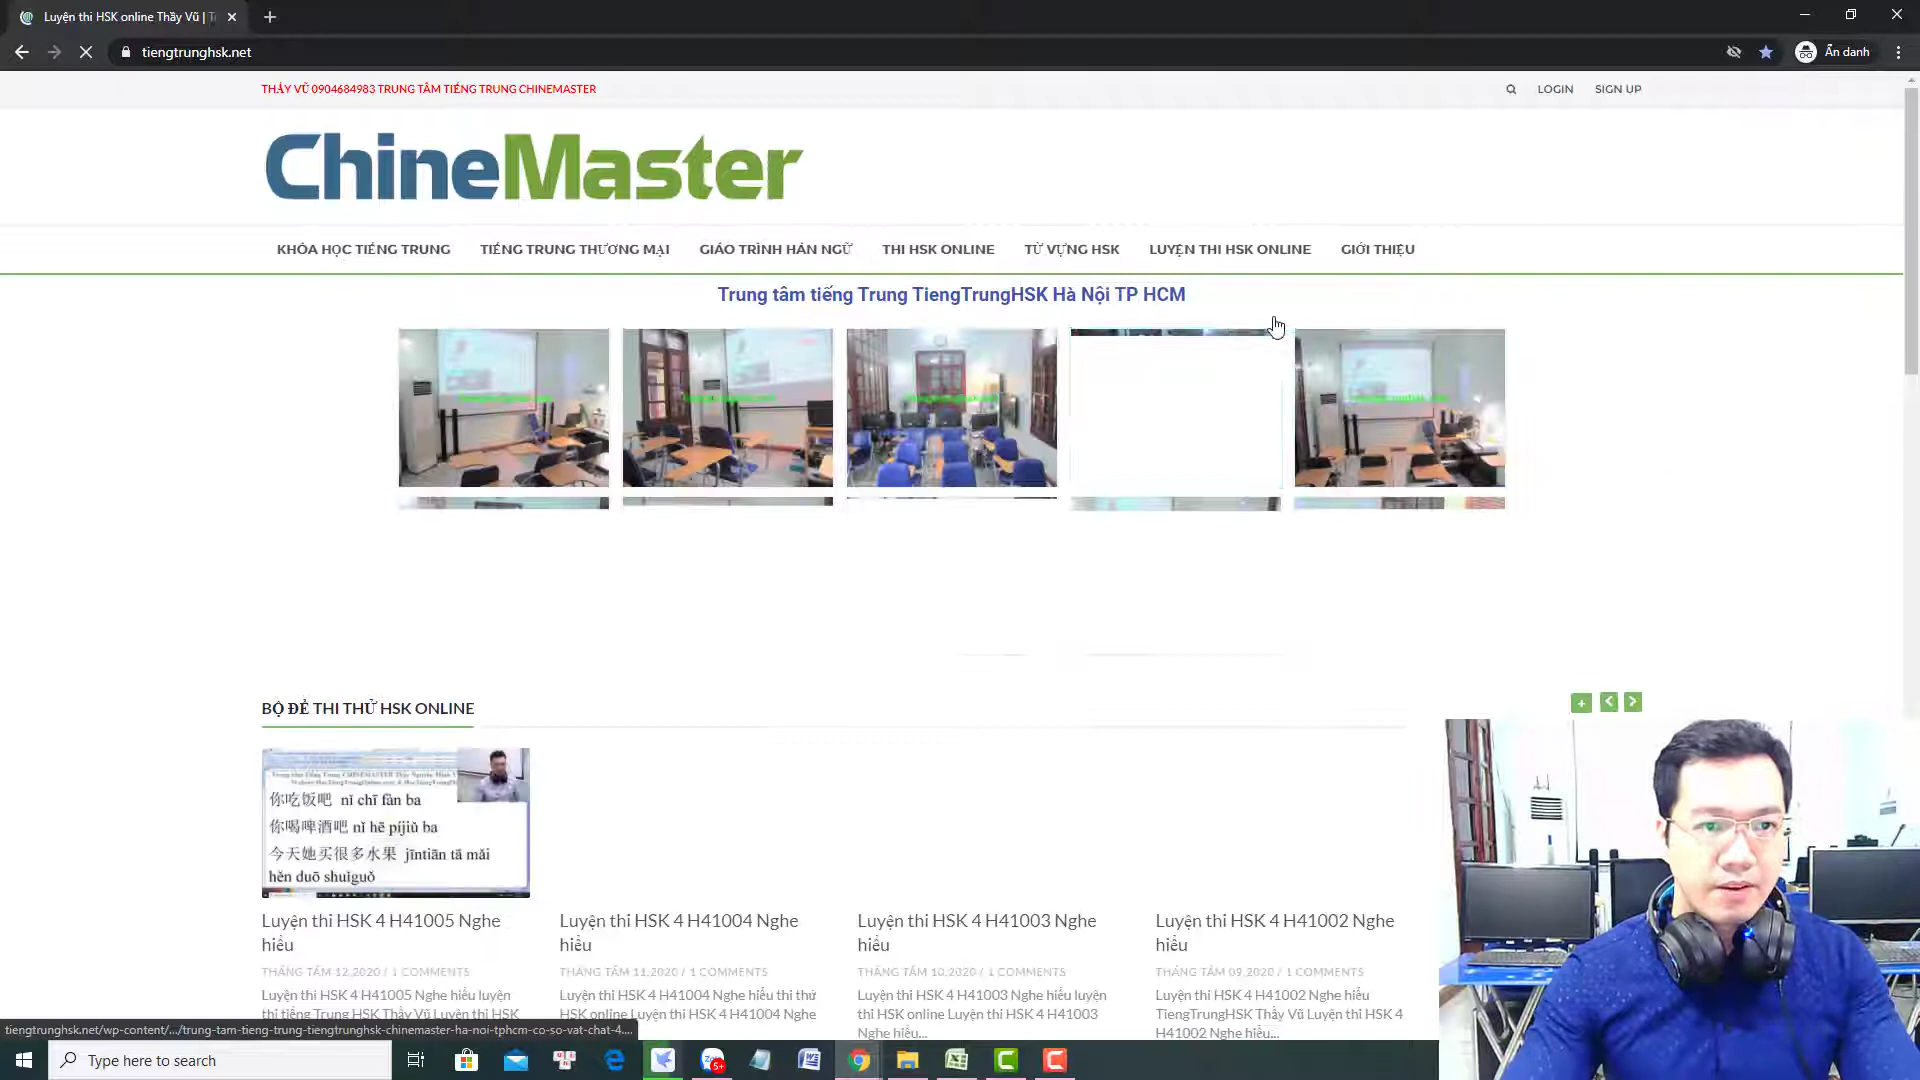 Luyện thi HSK online Thầy Vũ | T
tiengtrunghsk.net
Ẩn danh
THẦY VŨ 0904684983 TRUNG TÂM TIẾNG TRUNG CHINEMASTER
LOGIN
SIGN UP
ChineMaster
KHÓA HỌC TIẾNG TRUNG
TIẾNG TRUNG THƯƠNG MẠI
GIÁO TRÌNH HÁN NGỮ
THI HSK ONLINE
TỪ VỰNG HSK
LUYỆN THI HSK ONLINE
GIỚI THIỆU
Trung tâm tiếng Trung TiengTrungHSK Hà Nội TP HCM
BỘ ĐỀ THI THỬ HSK ONLINE
你吃饭吧 nǐ chī fàn ba
你喝啤酒吧 nǐ hē píjiǔ ba
今天她买很多水果 jīntiān tā mǎi
hěn duō shuǐguǒ
Luyện thi HSK 4 H41005 Nghe
hiểu
THÁNG TÁM 12,2020 / 1 COMMENTS
Luyện thi HSK 4 H41005 Nghe hiểu luyện
thi tiếng Trung HSK Thầy Vũ Luyện thi HSK
Luyện thi HSK 4 H41004 Nghe
hiểu
THÁNG TÁM 11,2020 / 1 COMMENTS
Luyện thi HSK 4 H41004 Nghe hiểu thi thử
HSK online Luyện thi HSK 4 H41004 Nghe
Luyện thi HSK 4 H41003 Nghe
hiểu
THÁNG TÁM 10,2020 / 1 COMMENTS
Luyện thi HSK 4 H41003 Nghe hiểu luyện
thi HSK online Luyện thi HSK 4 H41003
Nghe hiểu...
Luyện thi HSK 4 H41002 Nghe
hiểu
THÁNG TÁM 09,2020 / 1 COMMENTS
Luyện thi HSK 4 H41002 Nghe hiểu
TiengTrungHSK Thầy Vũ Luyện thi HSK 4
H41002 Nghe hiểu...
tiengtrunghsk.net/wp-content/.../trung-tam-tieng-trung-tiengtrunghsk-chinemaster-ha-noi-tphcm-co-so-vat-chat-4....
Type here to search